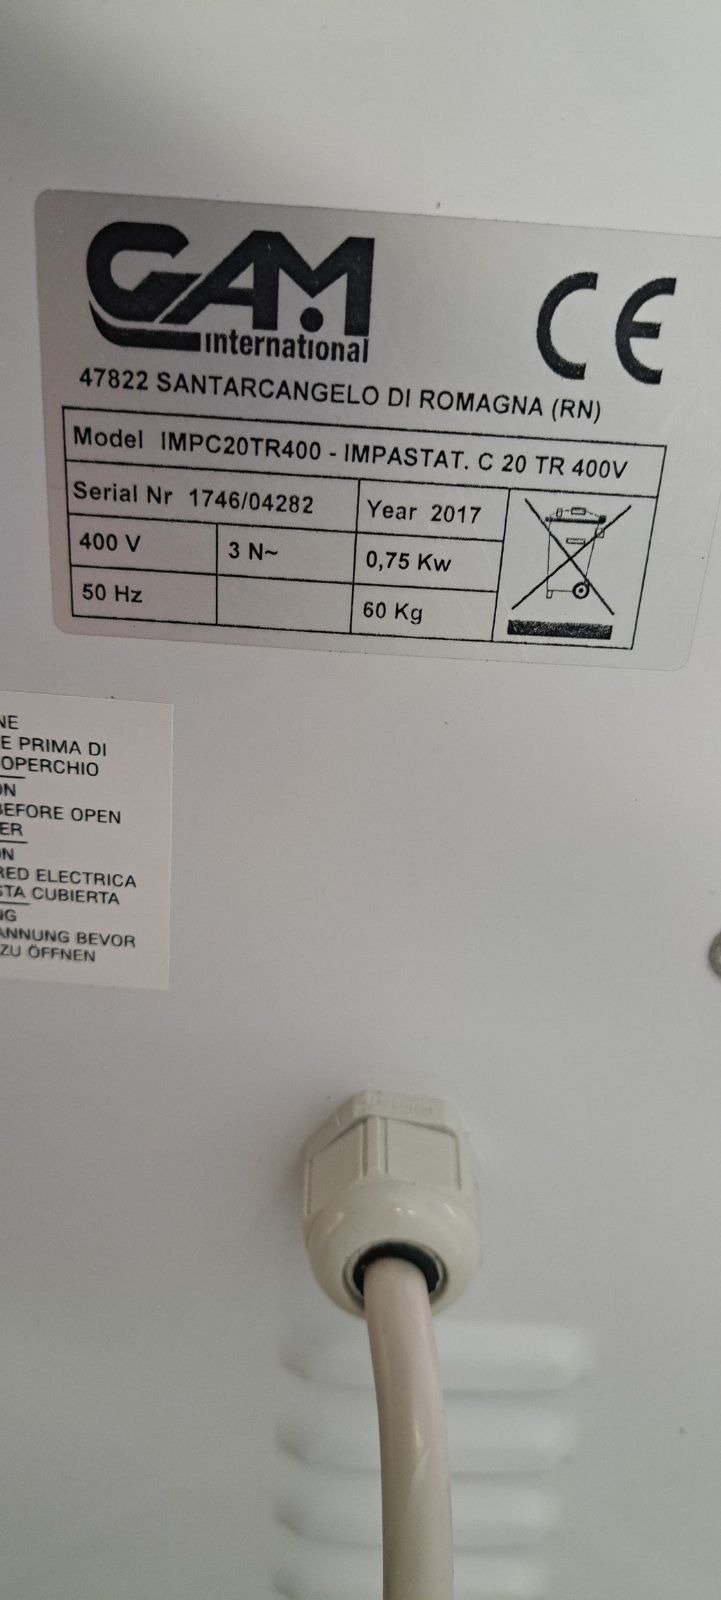 GAM
international
CE
47822 SANTARCANGELO DI ROMAGNA (RN)
Model IMPC20TR400 - IMPASTAT. C 20 TR 400V
Serial Nr 1746/04282
Year 2017
400 V
3 N~
0,75 Kw
50 Hz
60 Kg
NE
E PRIMA DI
OPERCHIO
ON
BEFORE OPEN
ER
ON
RED ELECTRICA
STA CUBIERTA
NG
ANNUNG BEVOR
ZU ÖFFNEN